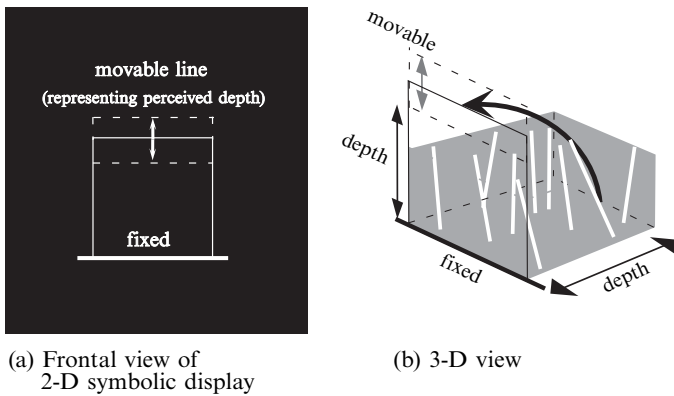 movable line
(representing perceived depth)
fixed
movable
depth
fixed
depth
(a) Frontal view of
2-D symbolic display
(b) 3-D view